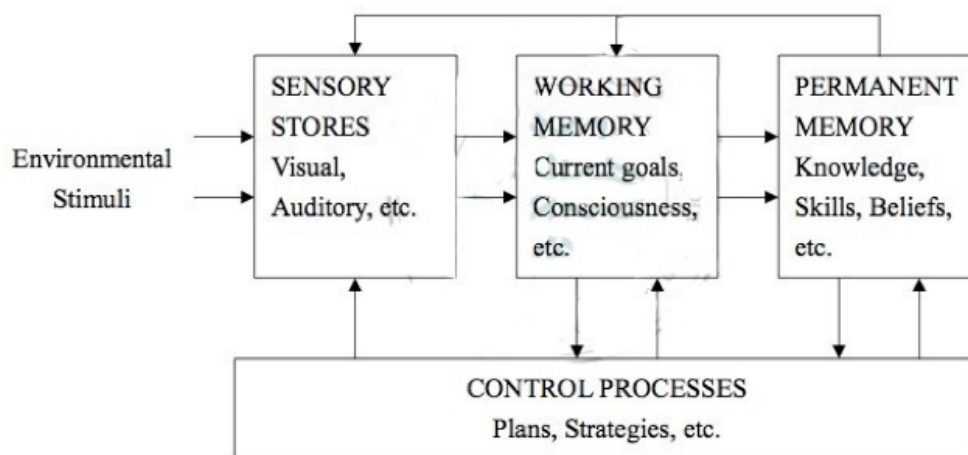 Environmental
Stimuli
SENSORY
STORES
Visual,
Auditory, etc.
WORKING
MEMORY
Current goals,
Consciousness,
etc.
PERMANENT
MEMORY
Knowledge,
Skills, Beliefs,
etc.
CONTROL PROCESSES
Plans, Strategies, etc.